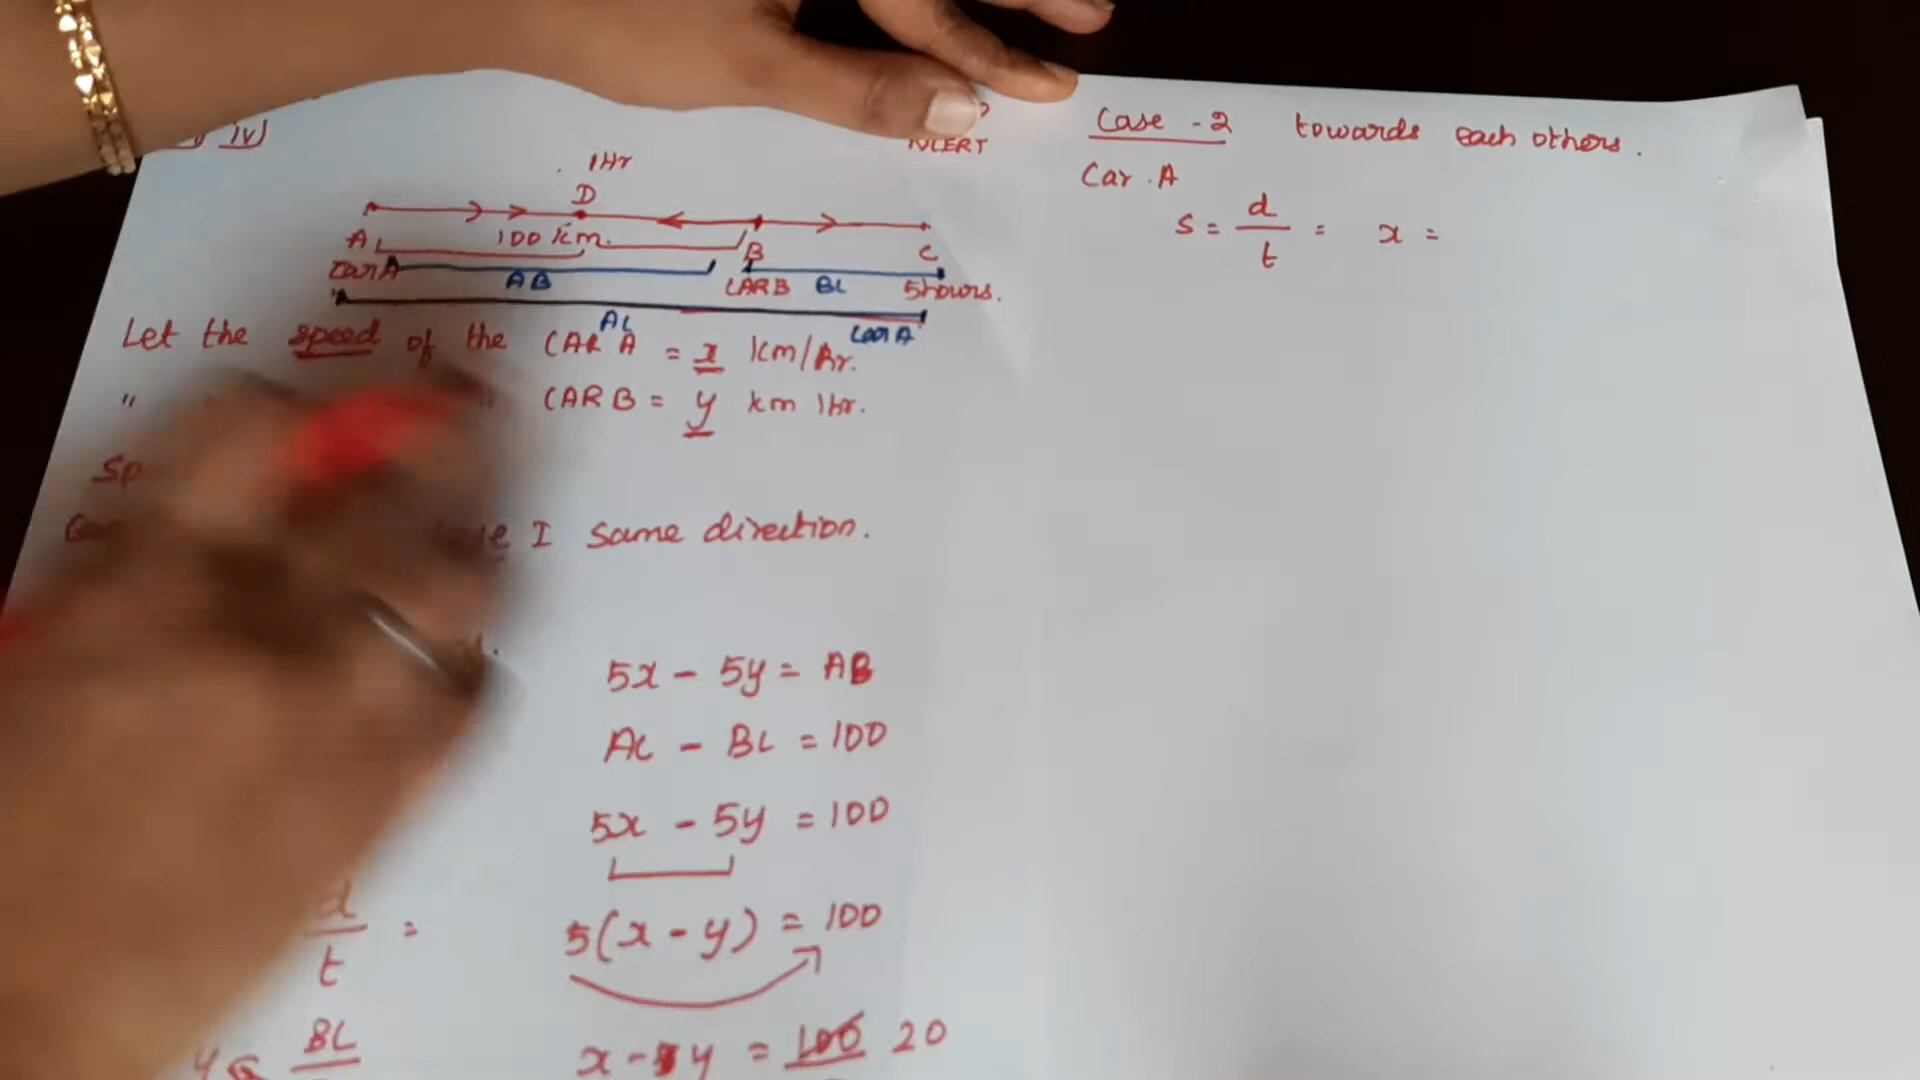 iv)
NCERT
1Hr
D
100 km.
A
B
C
Car A
AB
CAR B
BC
5 hours.
AC
Car A
Let the speed of the CAR A = x km/hr.
" " CAR B = y km/hr.
I same direction.
5x - 5y = AB
AC - BC = 100
5x - 5y = 100
5(x - y) = 100
d
t
=
BC
y =
x - y = 100 20
Case - 2 towards each others.
Car . A
S = d/t = x =